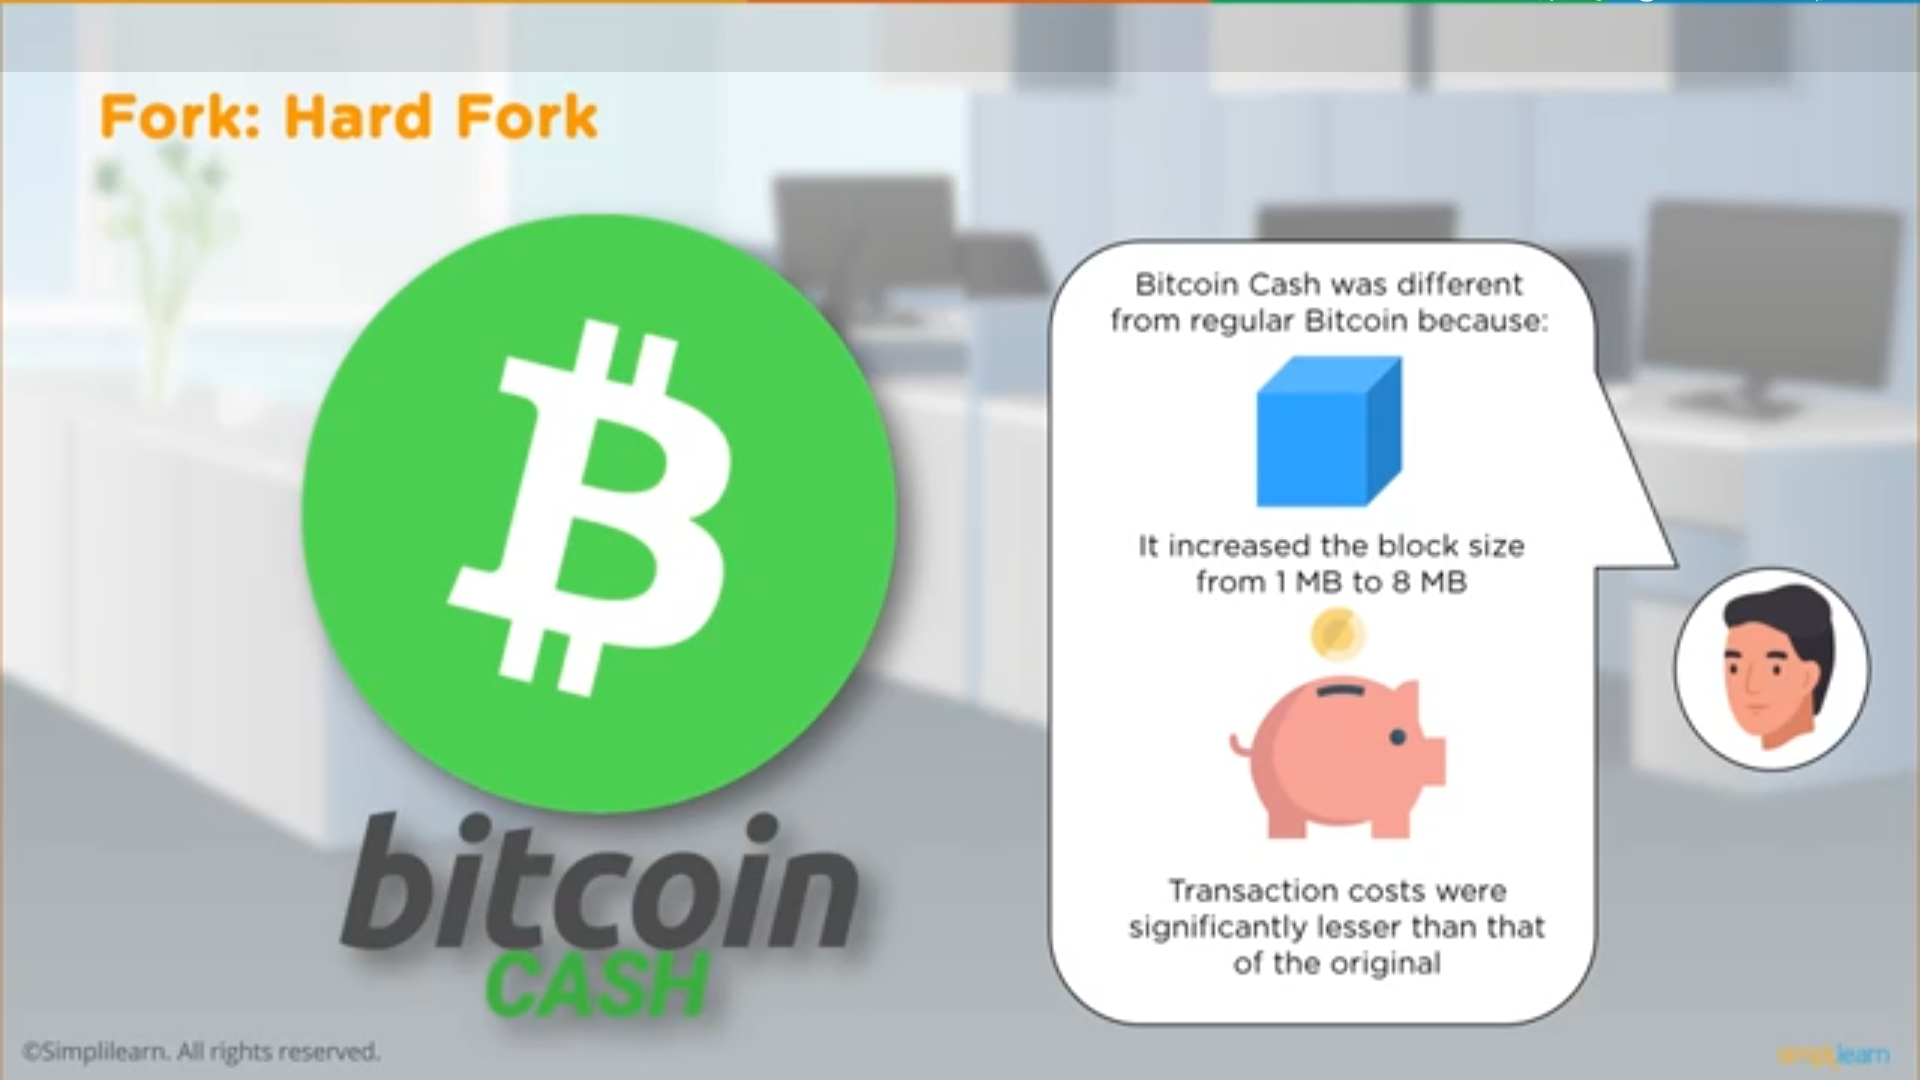 Fork: Hard Fork
Bitcoin Cash was different
from regular Bitcoin because:
It increased the block size
from 1 MB to 8 MB
Transaction costs were
significantly lesser than that
of the original
bitcoin
CASH
©Simplilearn. All rights reserved.
simplilearn